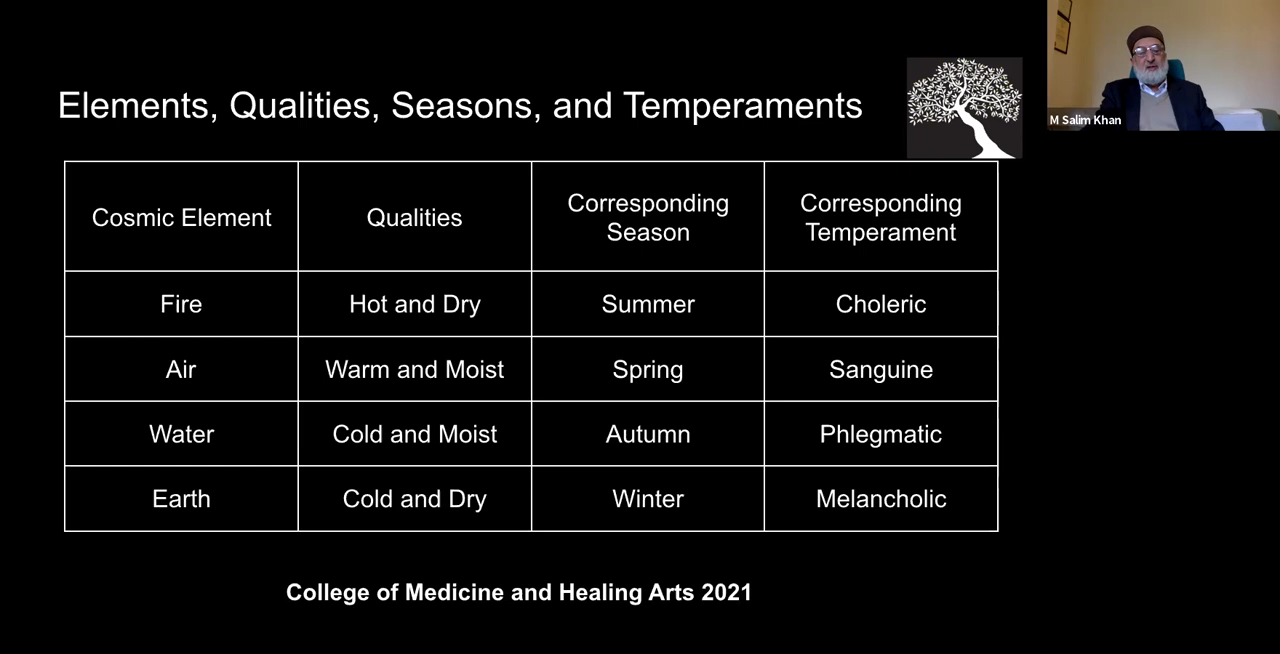 Elements, Qualities, Seasons, and Temperaments
M Salim Khan
Cosmic Element
Qualities
Corresponding
Season
Corresponding
Temperament
Fire
Hot and Dry
Summer
Choleric
Air
Warm and Moist
Spring
Sanguine
Water
Cold and Moist
Autumn
Phlegmatic
Earth
Cold and Dry
Winter
Melancholic
College of Medicine and Healing Arts 2021